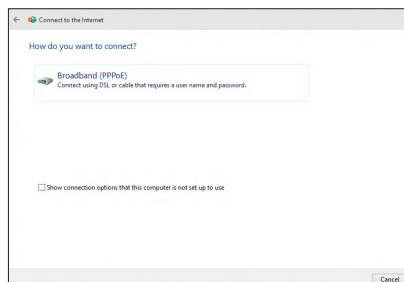 Connect to the Internet
How do you want to connect?
Broadband (PPPoE)
Connect using DSL or cable that requires a user name and password.
Show connection options that this computer is not set up to use
Cancel